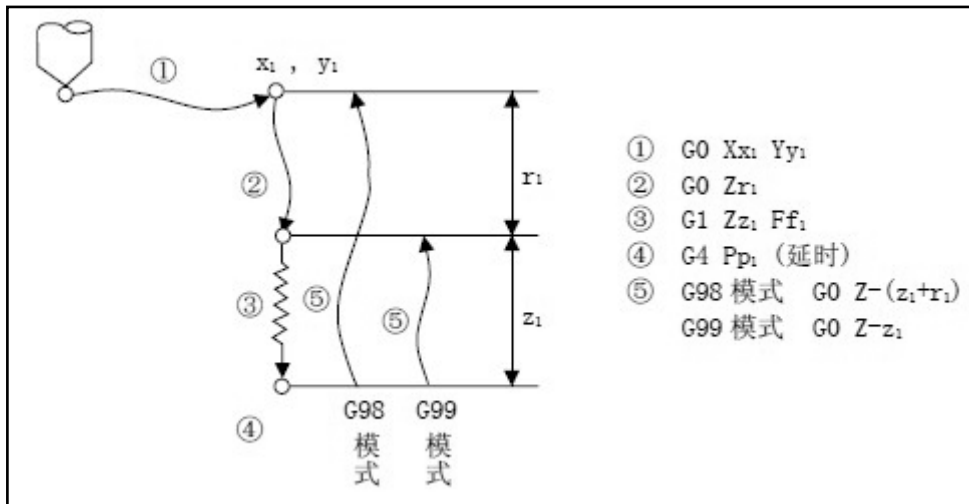 ①
x₁ , y₁
②
r₁
③
⑤
⑤
z₁
④
G98
模
式
G99
模
式
① G0 Xx₁ Yy₁
② G0 Zr₁
③ G1 Zz₁ Ff₁
④ G4 Pp₁ (延时)
⑤ G98 模式 G0 Z-(z₁+r₁)
G99 模式 G0 Z-z₁